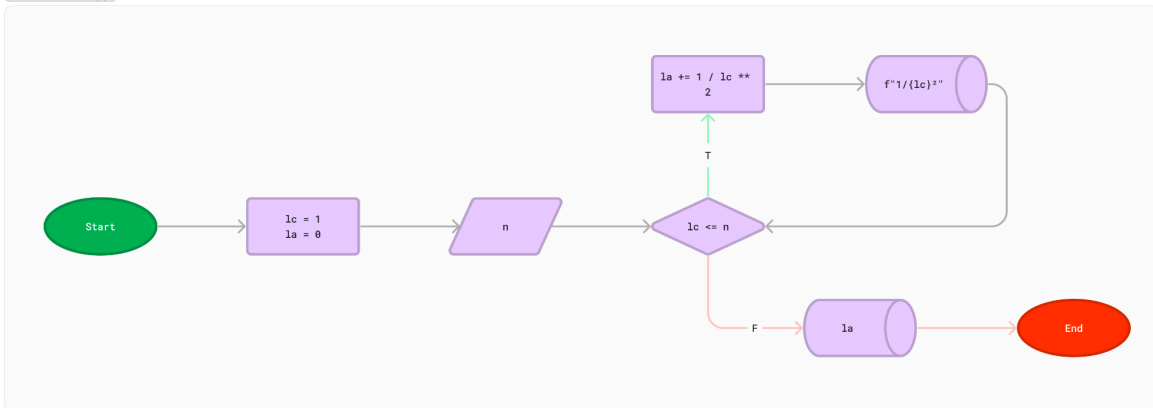 la += 1 / lc **
2
f"1/{lc}²"
T
Start
lc = 1
la = 0
n
lc <= n
F
la
End